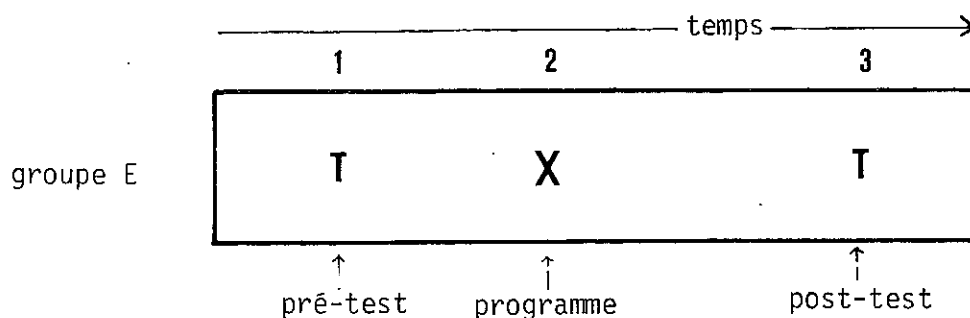 temps
1 2 3
groupe E T X T
pré-test programme post-test